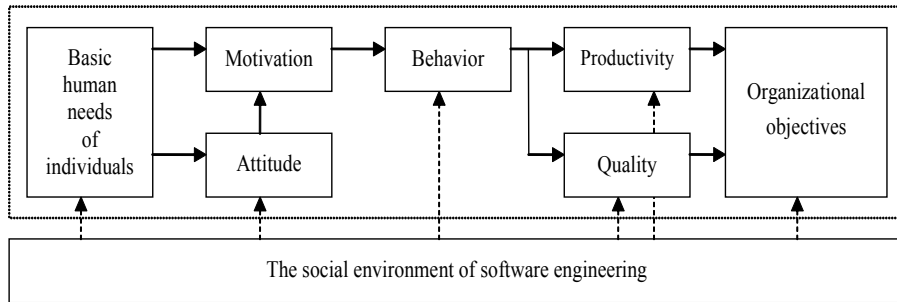 Basic
human
needs
of
individuals
Motivation
Attitude
Behavior
Productivity
Quality
Organizational
objectives
The social environment of software engineering